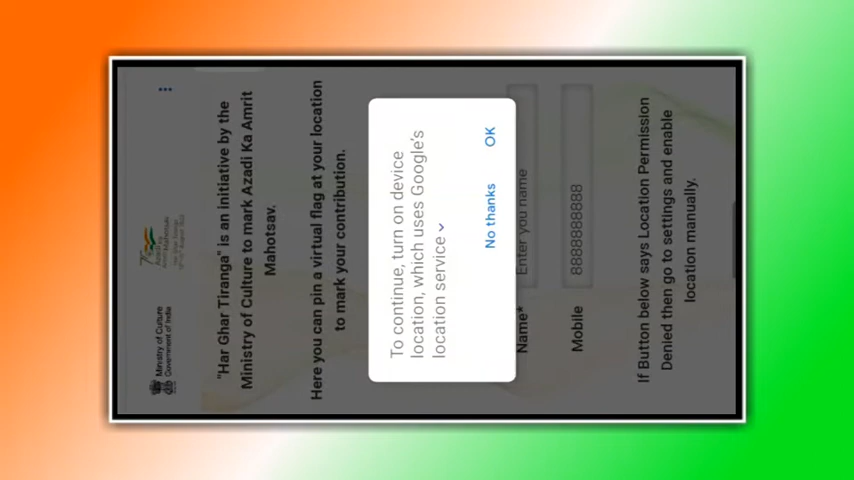 Ministry of Culture
Government of India
"Har Ghar Tiranga" is an initiative by the
Ministry of Culture to mark Azadi Ka Amrit
Mahotsav.
Here you can pin a virtual flag at your location
to mark your contribution.
To continue, turn on device
location, which uses Google's
location service
No thanks
OK
Name*
Enter you name
Mobile
8888888888
If Button below says Location Permission
Denied then go to settings and enable
location manually.